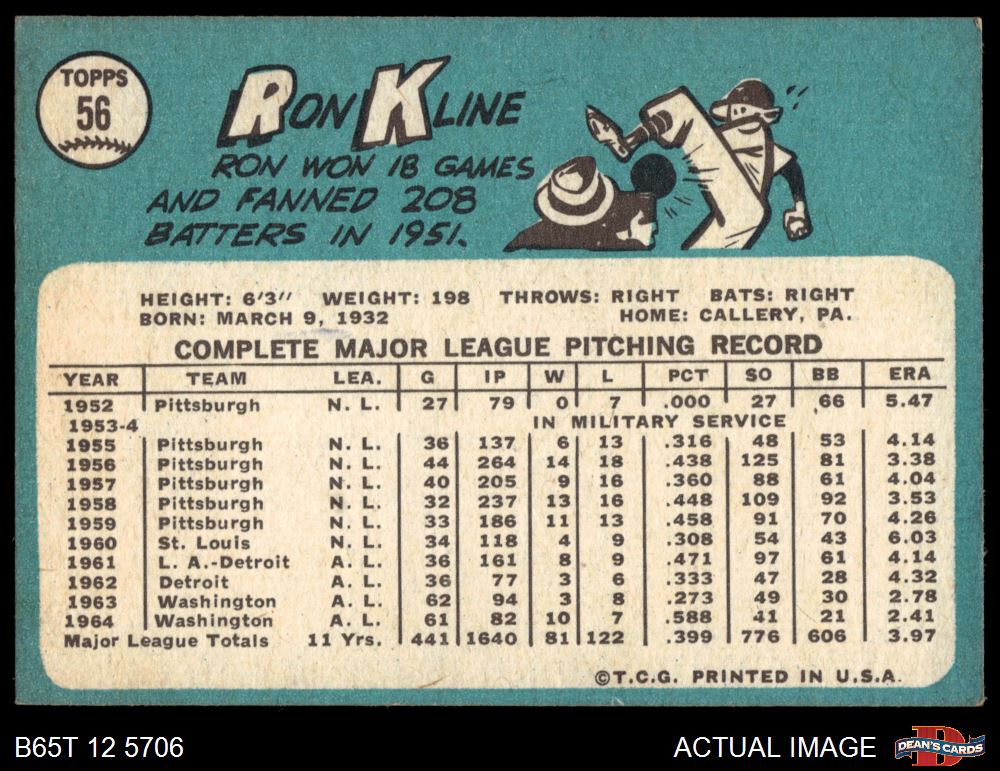 TOPPS
56
RON KLINE
RON WON 18 GAMES
AND FANNED 208
BATTERS IN 1951.
HEIGHT: 6'3" WEIGHT: 198 THROWS: RIGHT BATS: RIGHT
BORN: MARCH 9, 1932 HOME: CALLERY, PA.
COMPLETE MAJOR LEAGUE PITCHING RECORD
YEAR TEAM LEA. G IP W L PCT SO BB ERA
1952 Pittsburgh N. L. 27 79 0 7 .000 27 66 5.47
1953-4 IN MILITARY SERVICE
1955 Pittsburgh N. L. 36 137 6 13 .316 48 53 4.14
1956 Pittsburgh N. L. 44 264 14 18 .438 125 81 3.38
1957 Pittsburgh N. L. 40 205 9 16 .360 88 61 4.04
1958 Pittsburgh N. L. 32 237 13 16 .448 109 92 3.53
1959 Pittsburgh N. L. 33 186 11 13 .458 91 70 4.26
1960 St. Louis N. L. 34 118 4 9 .308 54 43 6.03
1961 L. A.-Detroit A. L. 36 161 8 9 .471 97 61 4.14
1962 Detroit A. L. 36 77 3 6 .333 47 28 4.32
1963 Washington A. L. 62 94 3 8 .273 49 30 2.78
1964 Washington A. L. 61 82 10 7 .588 41 21 2.41
Major League Totals 11 Yrs. 441 1640 81 122 .399 776 606 3.97
©T.C.G. PRINTED IN U.S.A.
B65T 12 5706 ACTUAL IMAGE D DEAN'S CARDS